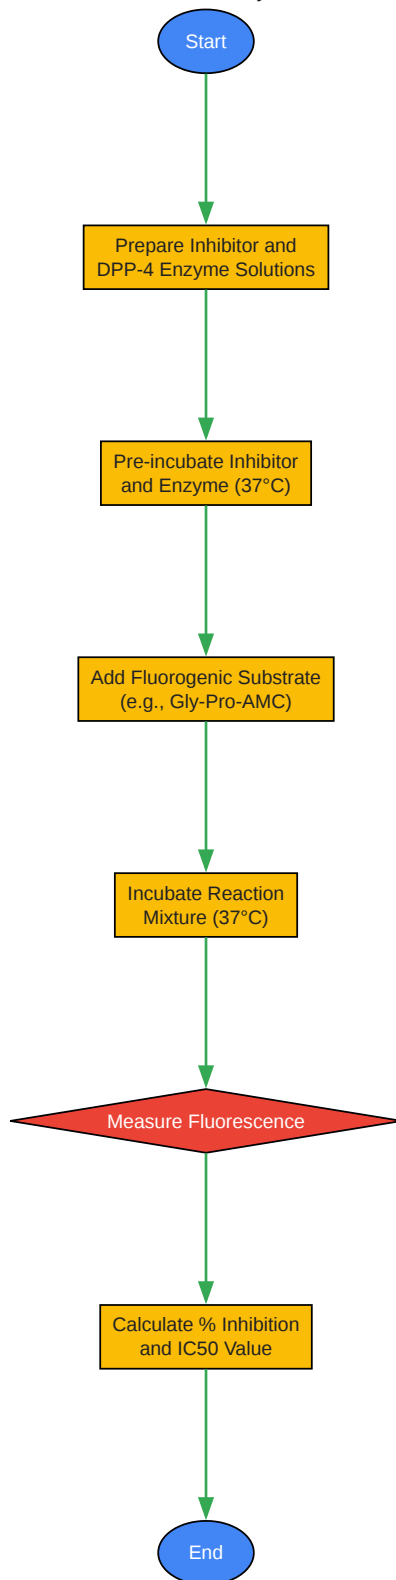 Start
Prepare Inhibitor and
DPP-4 Enzyme Solutions
Pre-incubate Inhibitor
and Enzyme (37°C)
Add Fluorogenic Substrate
(e.g., Gly-Pro-AMC)
Incubate Reaction
Mixture (37°C)
Measure Fluorescence
Calculate % Inhibition
and IC50 Value
End